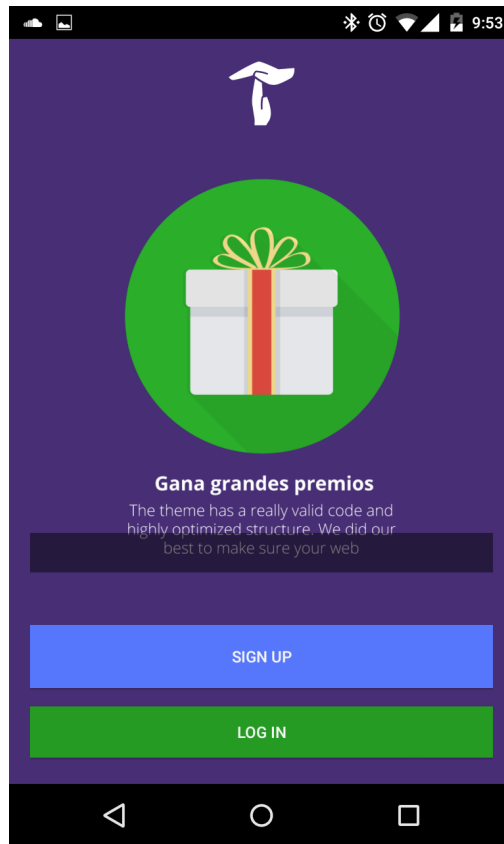 9:53
Gana grandes premios
The theme has a really valid code and
highly optimized structure. We did our
best to make sure your web
SIGN UP
LOG IN